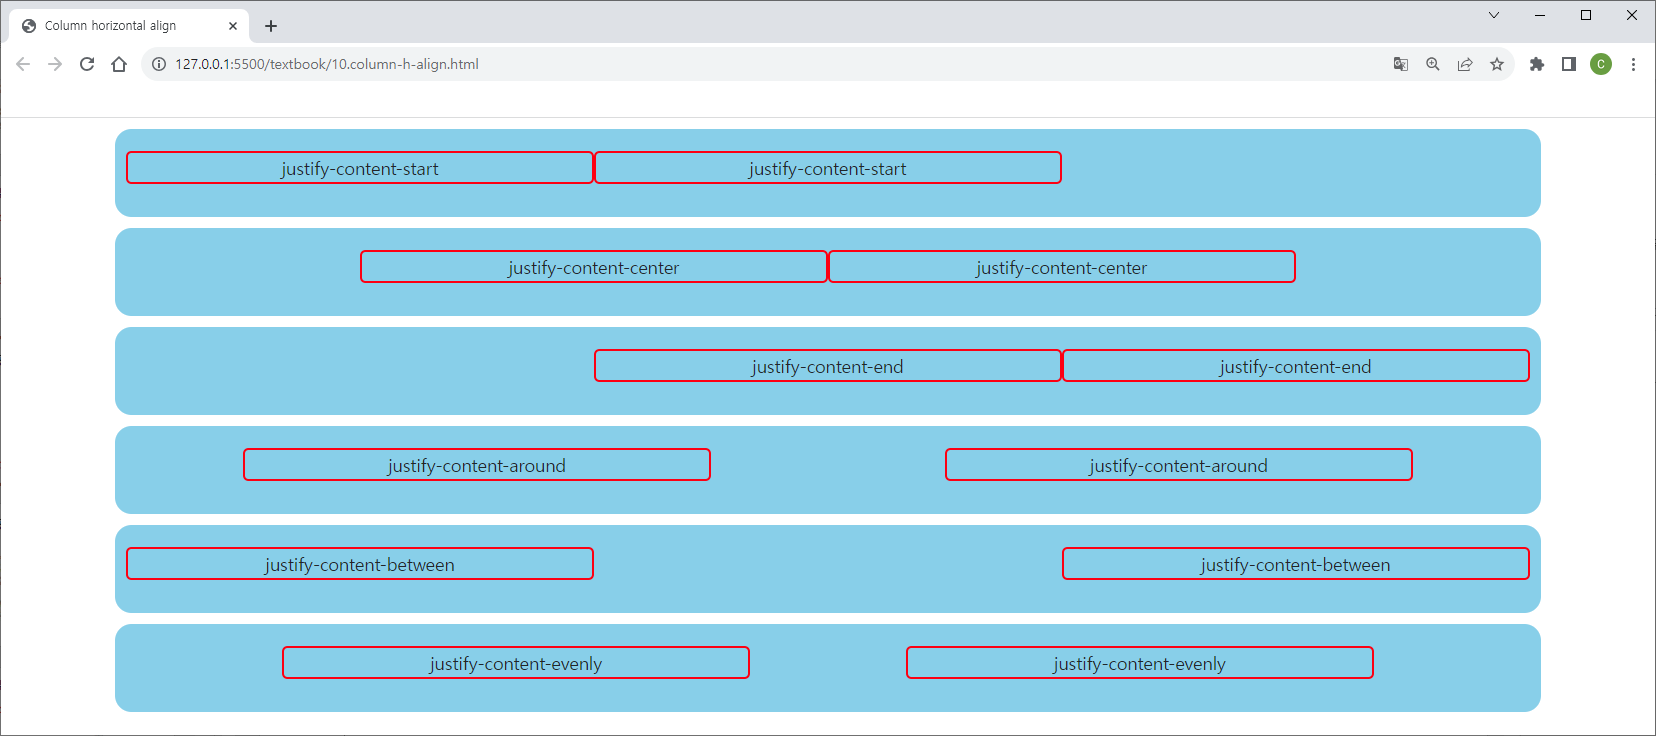 Column horizontal align
127.0.0.1:5500/textbook/10.column-h-align.html
C
justify-content-start justify-content-start
justify-content-center justify-content-center
justify-content-end justify-content-end
justify-content-around justify-content-around
justify-content-between justify-content-between
justify-content-evenly justify-content-evenly